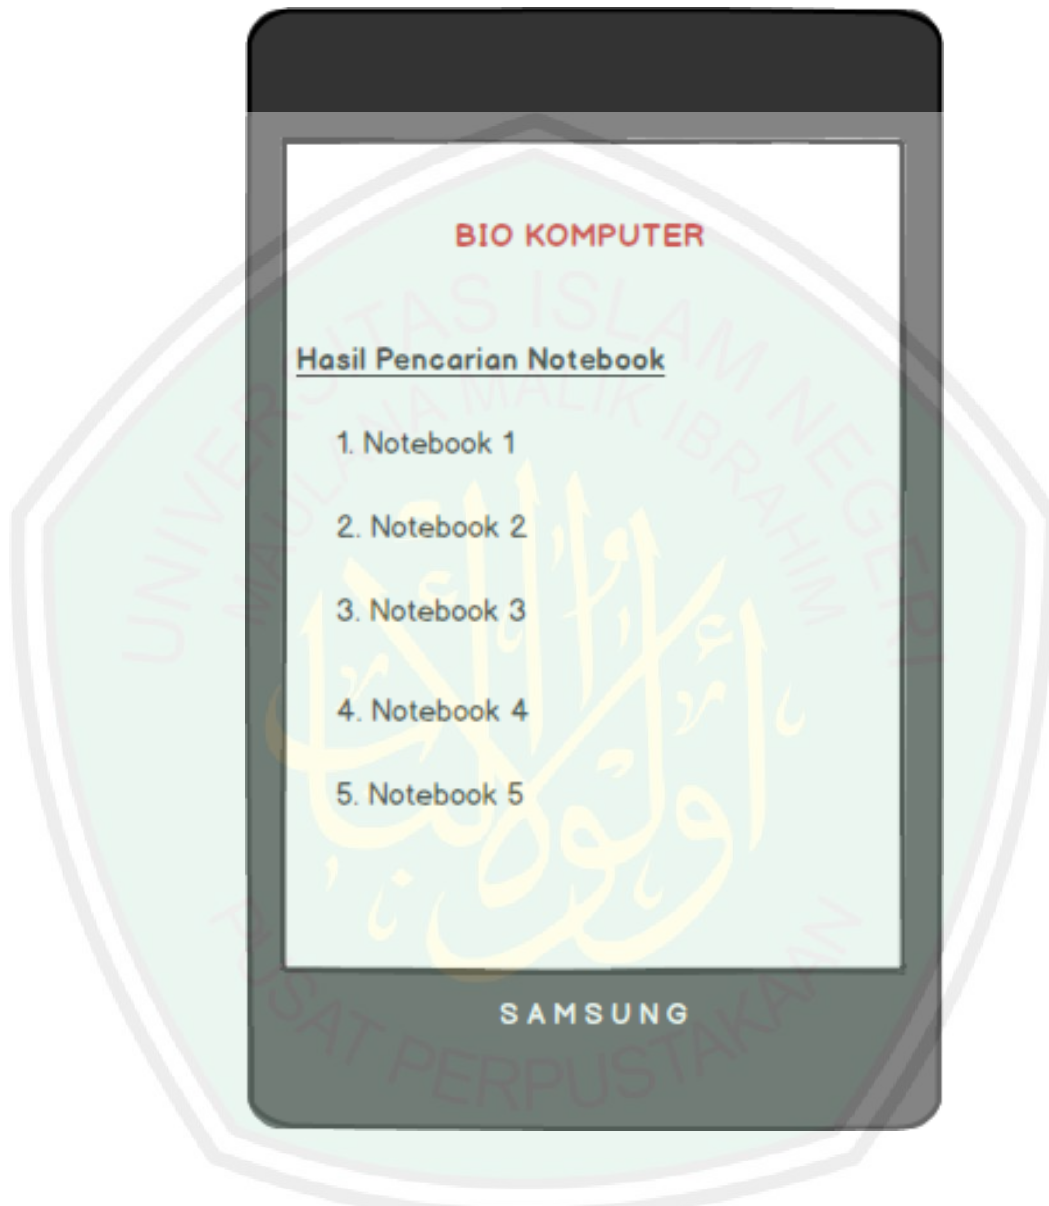 BIO KOMPUTER
Hasil Pencarian Notebook
1. Notebook 1
2. Notebook 2
3. Notebook 3
4. Notebook 4
5. Notebook 5
SAMSUNG
UNIVERSITAS ISLAM NEGERI
MAULANA MALIK IBRAHIM
PUSAT PERPUSTAKAAN